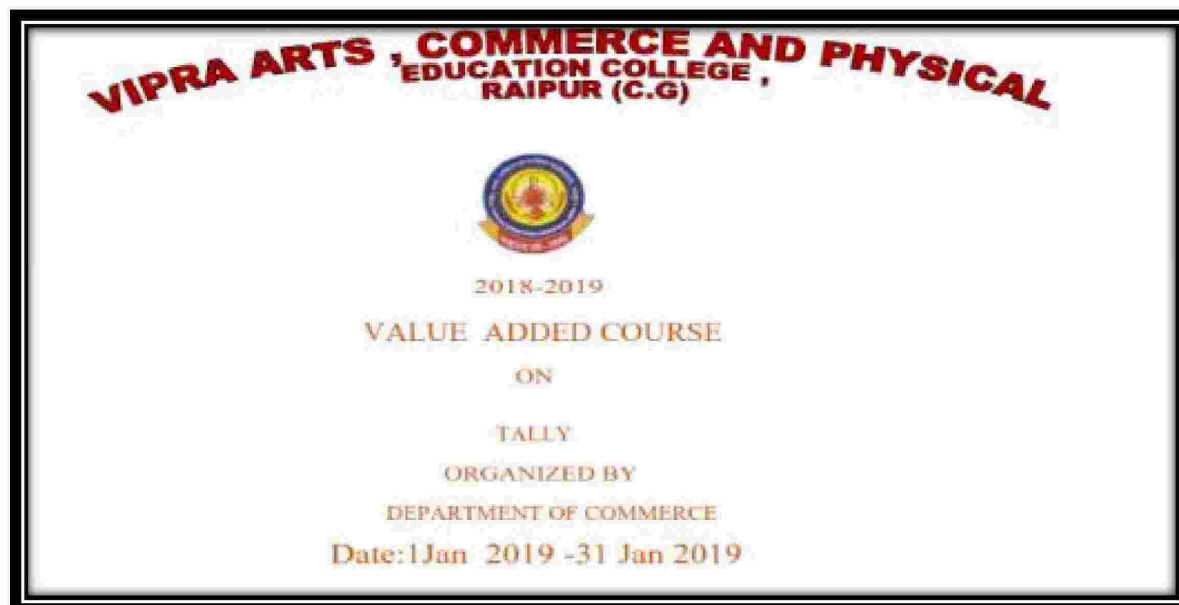 VIPRA ARTS , COMMERCE AND PHYSICAL
EDUCATION COLLEGE ,
RAIPUR (C.G)
2018-2019
VALUE ADDED COURSE
ON
TALLY
ORGANIZED BY
DEPARTMENT OF COMMERCE
Date:1Jan 2019 -31 Jan 2019